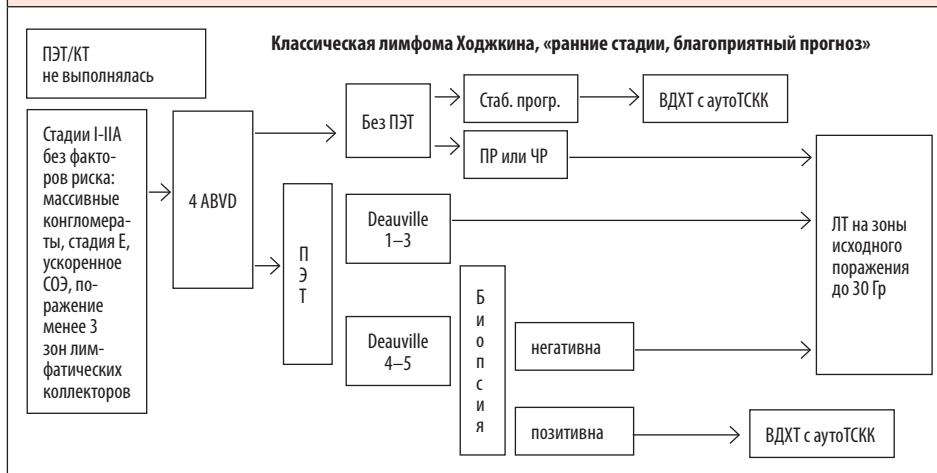 Классическая лимфома Ходжкина, «ранние стадии, благоприятный прогноз»
ПЭТ/КТ
не выполнялась
Стадии I-IIA
без факто-
ров риска:
массивные
конгломера-
ты, стадия Е,
ускоренное
СОЭ, по-
ражение
менее 3
зон лим-
фатических
коллекторов
4 ABVD
Без ПЭТ
Стаб. прогр.
ВДХТ с аутоТСКК
ПР или ЧР
П
Э
Т
Deauville
1–3
Deauville
4–5
Б
и
о
п
с
и
я
негативна
позитивна
ВДХТ с аутоТСКК
ЛТ на зоны
исходного
поражения
до 30 Гр